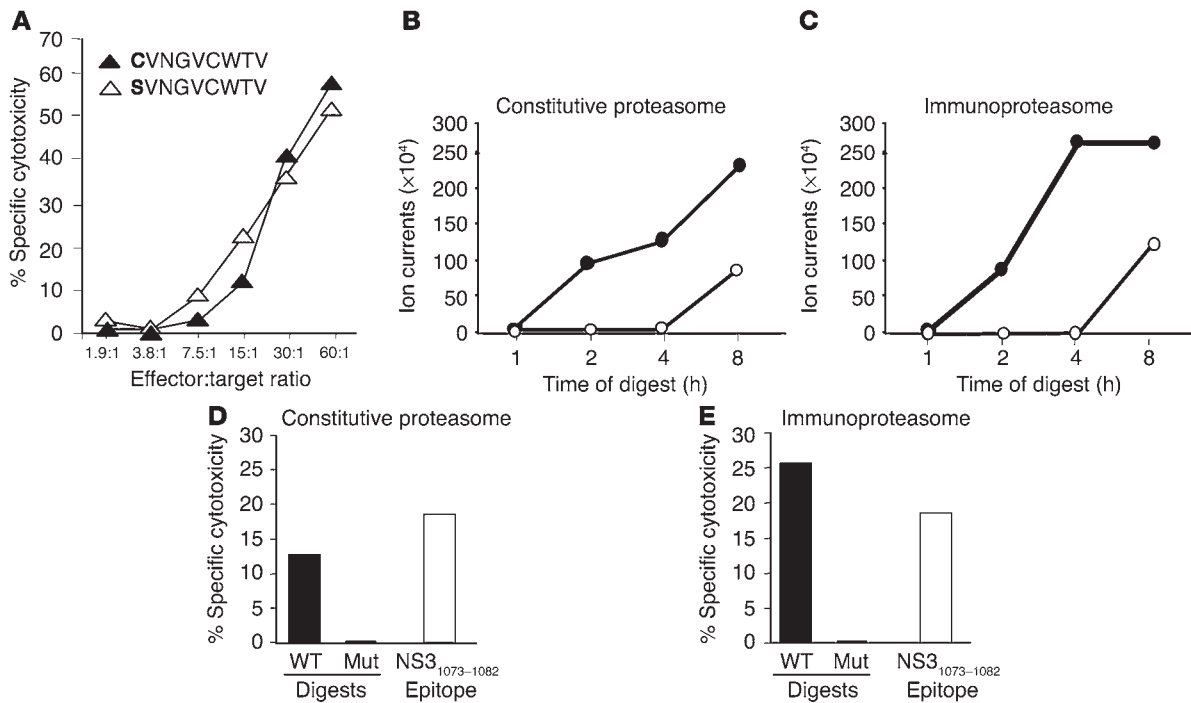 A
% Specific cytotoxicity
70
60
50
40
30
20
10
0
CVNGVCWTV
SVNGVCWTV
1.9:1 3.8:1 7.5:1 15:1 30:1 60:1
Effector:target ratio
B
Constitutive proteasome
Ion currents (×10⁴)
300
250
200
150
100
50
0
1 2 4 8
Time of digest (h)
C
Immunoproteasome
Ion currents (×10⁴)
300
250
200
150
100
50
0
1 2 4 8
Time of digest (h)
D Constitutive proteasome
% Specific cytotoxicity
30
25
20
15
10
5
0
WT Mut NS3₁₀₇₃₋₁₀₈₂
Digests Epitope
E Immunoproteasome
% Specific cytotoxicity
30
25
20
15
10
5
0
WT Mut NS3₁₀₇₃₋₁₀₈₂
Digests Epitope